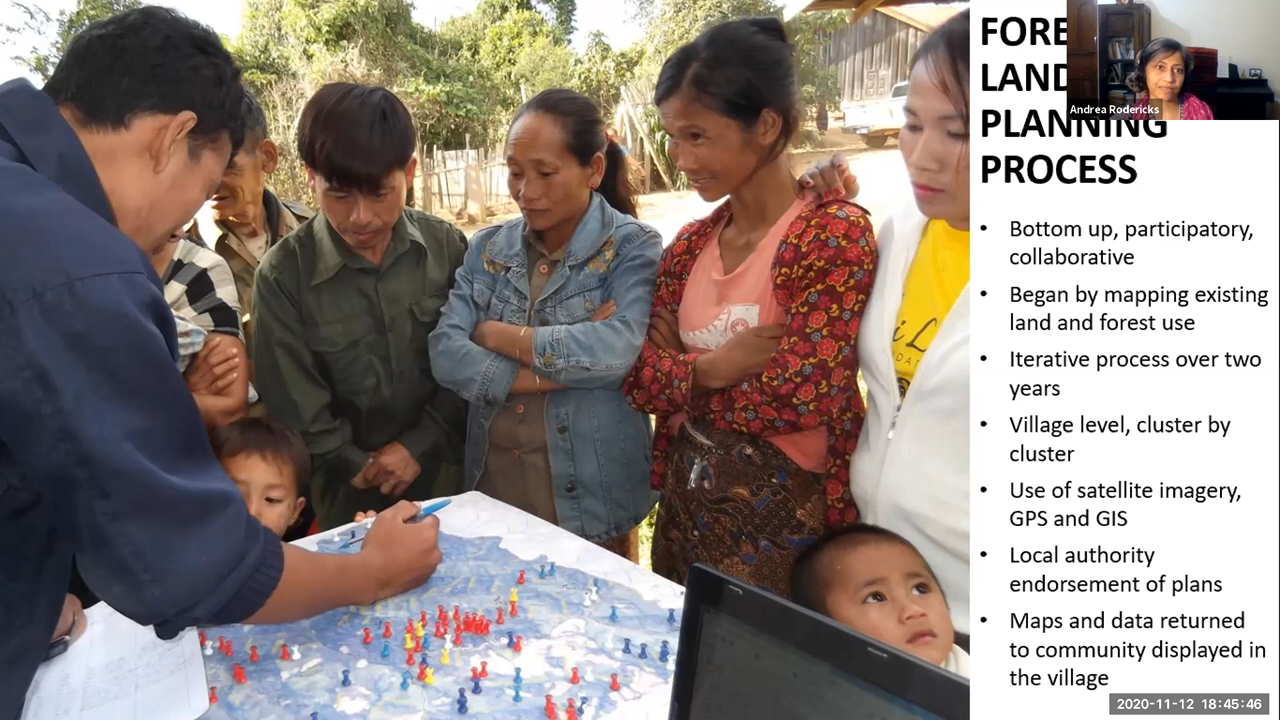 FORE
LAND
PLANNING
PROCESS
Andrea Rodericks
• Bottom up, participatory,
collaborative
• Began by mapping existing
land and forest use
• Iterative process over two
years
• Village level, cluster by
cluster
• Use of satellite imagery,
GPS and GIS
• Local authority
endorsement of plans
• Maps and data returned
to community displayed in
the village
2020-11-12 18:45:46